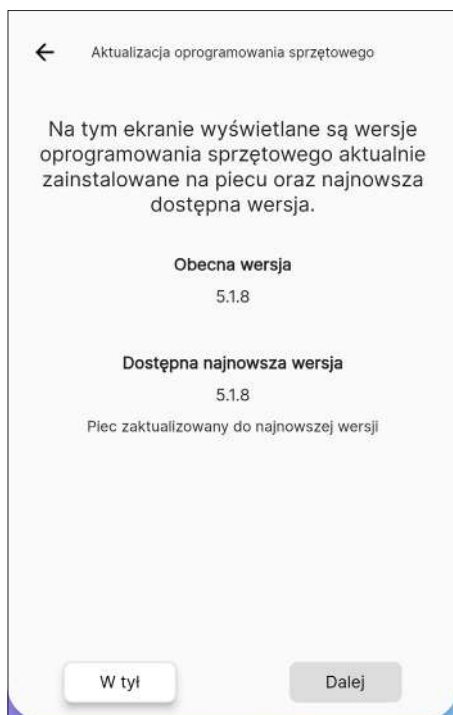 Aktualizacja oprogramowania sprzętowego
Na tym ekranie wyświetlane są wersje
oprogramowania sprzętowego aktualnie
zainstalowane na piecu oraz najnowsza
dostępna wersja.
Obecna wersja
5.1.8
Dostępna najnowsza wersja
5.1.8
Piec zaktualizowany do najnowszej wersji
W tył
Dalej